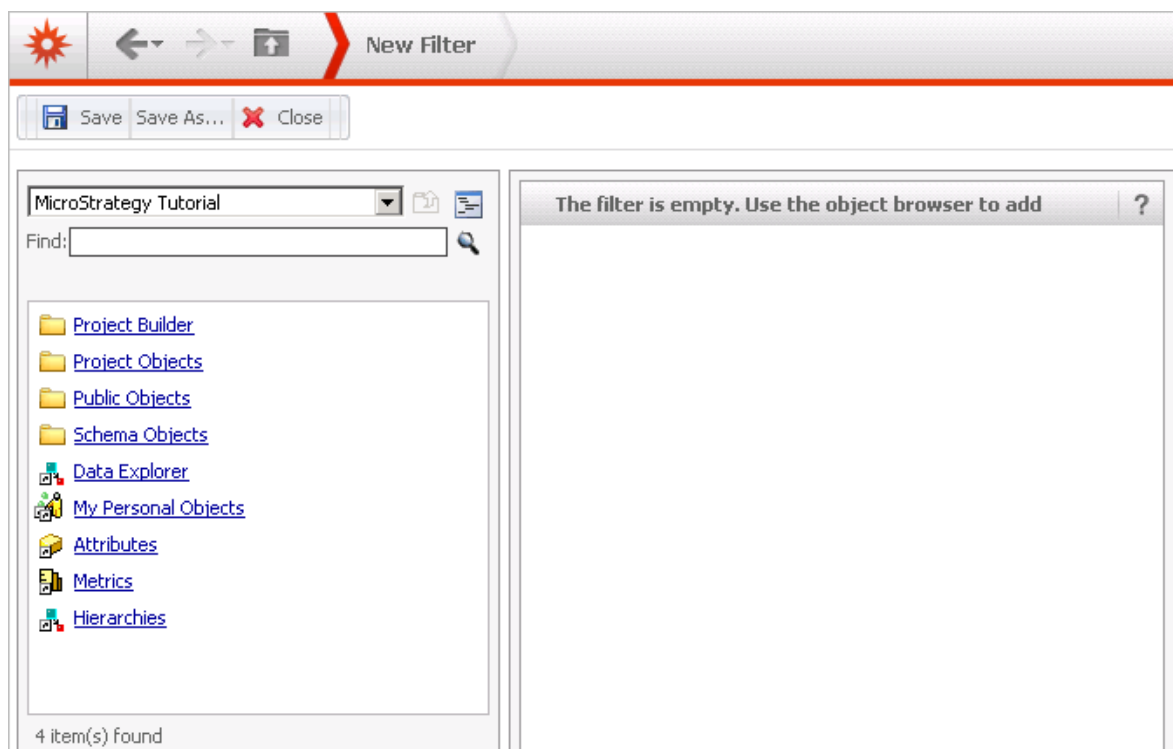 New Filter
Save Save As... Close
MicroStrategy Tutorial
The filter is empty. Use the object browser to add ?
Find:
Project Builder
Project Objects
Public Objects
Schema Objects
Data Explorer
My Personal Objects
Attributes
Metrics
Hierarchies
4 item(s) found